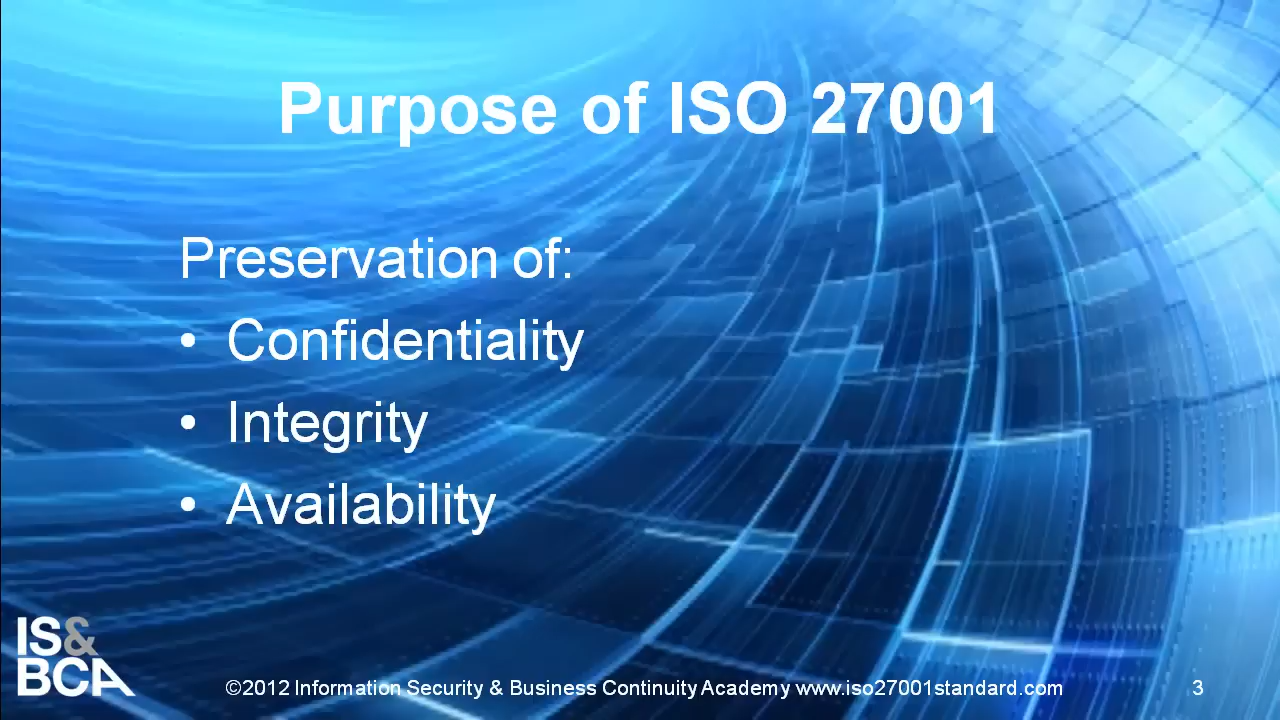 Purpose of ISO 27001
Preservation of:
• Confidentiality
• Integrity
• Availability
IS&
BCA
©2012 Information Security & Business Continuity Academy www.iso27001standard.com 3